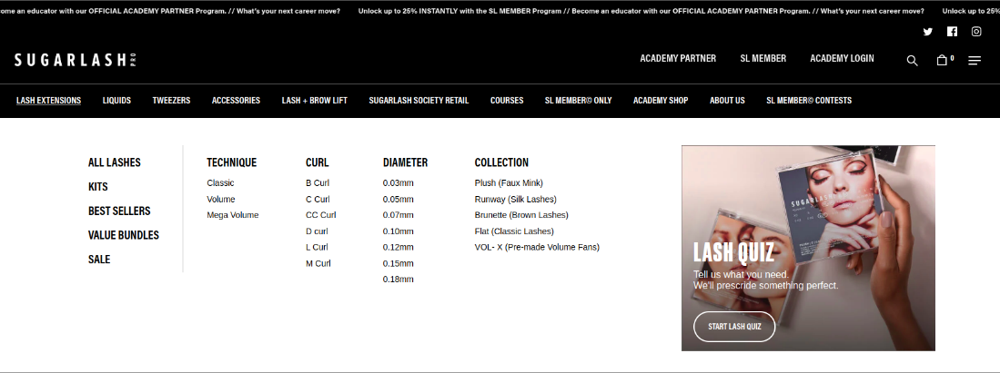 ome an educator with our OFFICIAL ACADEMY PARTNER Program. // What's your next career move? Unlock up to 25% INSTANTLY with the SL MEMBER Program // Become an educator with our OFFICIAL ACADEMY PARTNER Program. // What's your next career move? Unlock up to 25%
SUGARLASH PRO
ACADEMY PARTNER SL MEMBER ACADEMY LOGIN 0
LASH EXTENSIONS LIQUIDS TWEEZERS ACCESSORIES LASH + BROW LIFT SUGARLASH SOCIETY RETAIL COURSES SL MEMBER© ONLY ACADEMY SHOP ABOUT US SL MEMBER© CONTESTS
ALL LASHES
KITS
BEST SELLERS
VALUE BUNDLES
SALE
TECHNIQUE
Classic
Volume
Mega Volume
CURL
B Curl
C Curl
CC Curl
D curl
L Curl
M Curl
DIAMETER
0.03mm
0.05mm
0.07mm
0.10mm
0.12mm
0.15mm
0.18mm
COLLECTION
Plush (Faux Mink)
Runway (Silk Lashes)
Brunette (Brown Lashes)
Flat (Classic Lashes)
VOL- X (Pre-made Volume Fans)
SUGARLASH
LASH QUIZ
Tell us what you need.
We'll prescride something perfect.
START LASH QUIZ